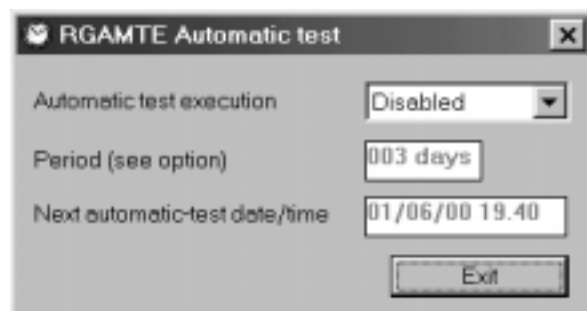 RGAMTE Automatic test
Automatic test execution Disabled
Period (see option) 003 days
Next automatic-test date/time 01/06/00 19.40
Exit